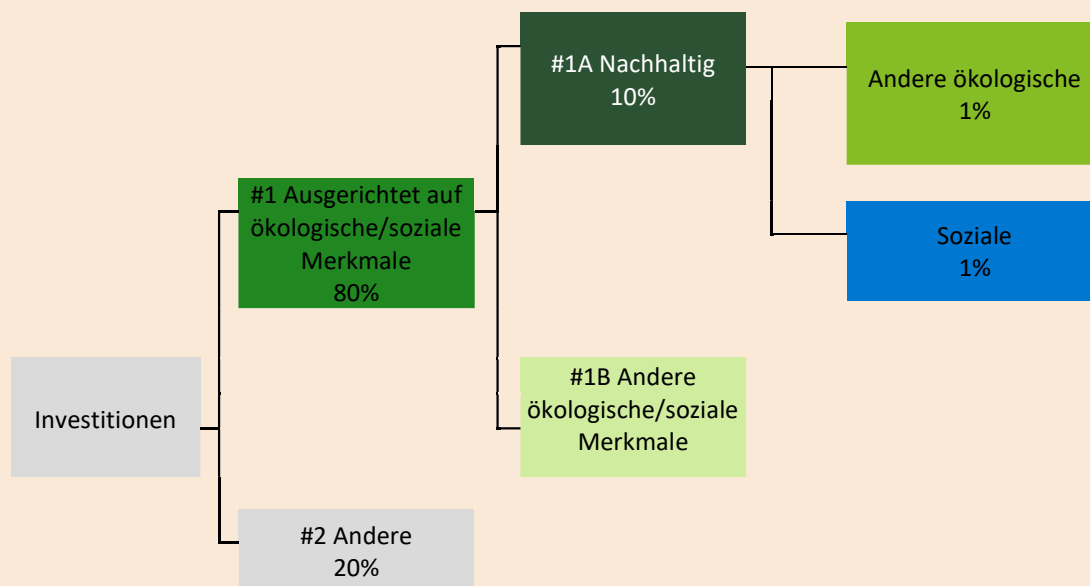 Investitionen
#1 Ausgerichtet auf
ökologische/soziale
Merkmale
80%
#2 Andere
20%
#1A Nachhaltig
10%
#1B Andere
ökologische/soziale
Merkmale
Andere ökologische
1%
Soziale
1%